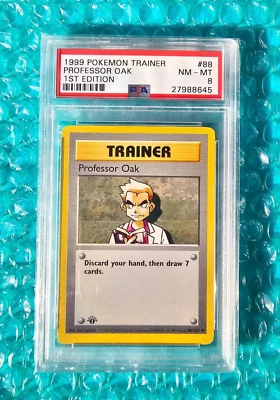 1999 POKEMON TRAINER #88
PROFESSOR OAK NM - MT
1ST EDITION 8
PSA 27988645
TRAINER
Professor Oak
Discard your hand, then draw 7
cards.